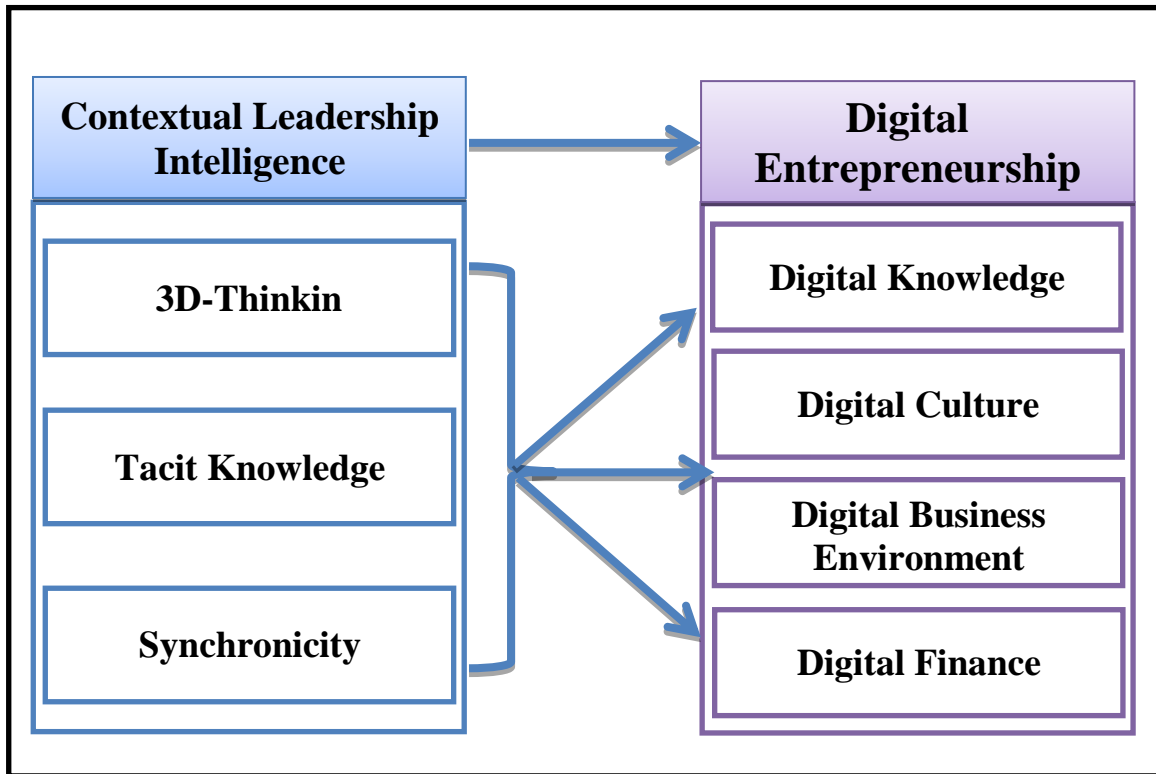 Contextual Leadership
Intelligence
3D-Thinkin
Tacit Knowledge
Synchronicity
Digital
Entrepreneurship
Digital Knowledge
Digital Culture
Digital Business
Environment
Digital Finance